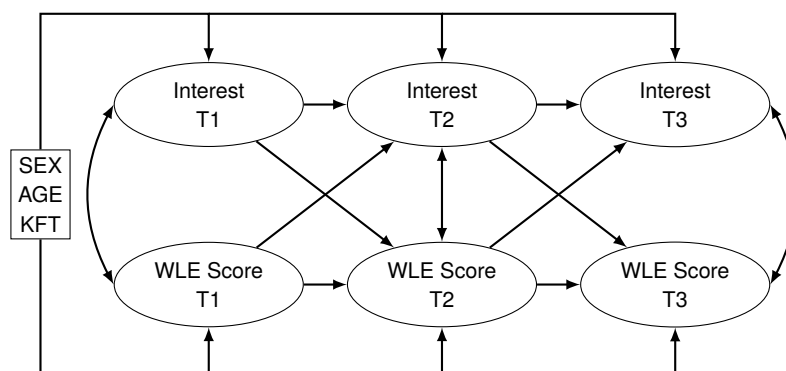 Interest
T1
Interest
T2
Interest
T3
SEX
AGE
KFT
WLE Score
T1
WLE Score
T2
WLE Score
T3